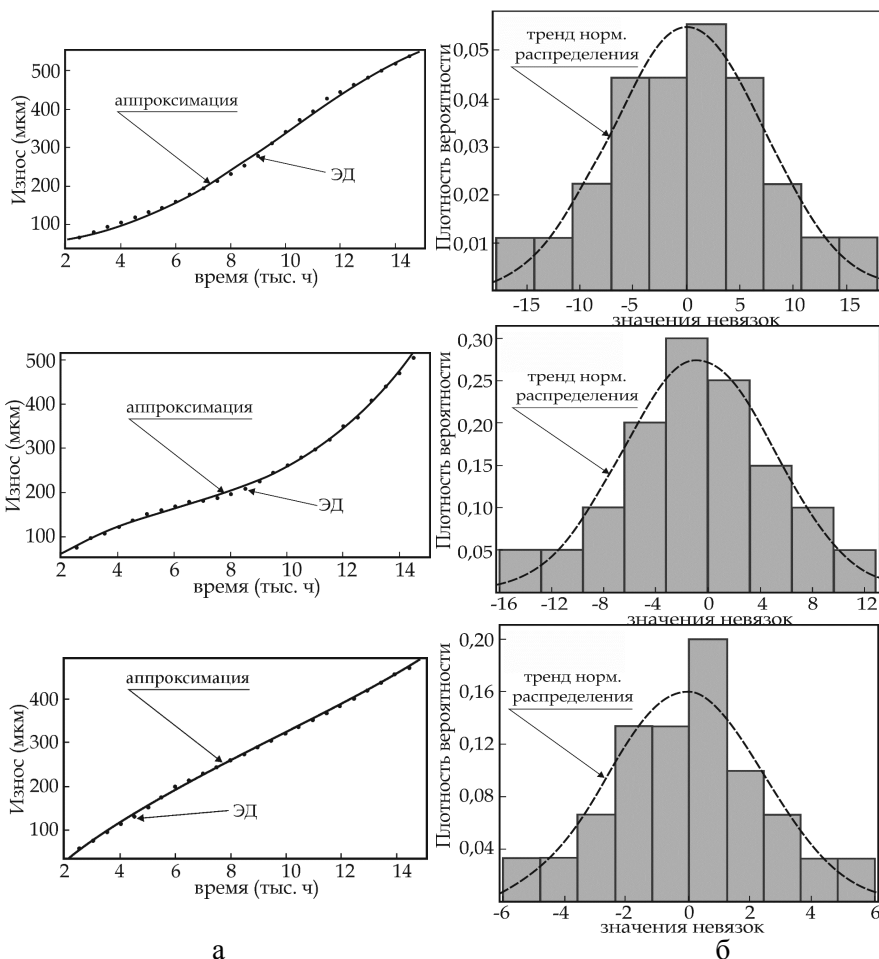 500
400
300
200
100
Износ (мкм)
аппроксимация
ЭД
2 4 6 8 10 12 14
время (тыс. ч)
0,05
0,04
0,03
0,02
0,01
Плотность вероятности
тренд норм.
распределения
-15 -10 -5 0 5 10 15
значения невязок
500
400
300
200
100
Износ (мкм)
аппроксимация
ЭД
2 4 6 8 10 12 14
время (тыс. ч)
0,30
0,25
0,20
0,15
0,10
0,05
Плотность вероятности
тренд норм.
распределения
-16 -12 -8 -4 0 4 8 12
значения невязок
400
300
200
100
Износ (мкм)
аппроксимация
ЭД
2 4 6 8 10 12 14
время (тыс. ч)
0,20
0,16
0,12
0,08
0,04
Плотность вероятности
тренд норм.
распределения
-6 -4 -2 0 2 4 6
значения невязок
а
б